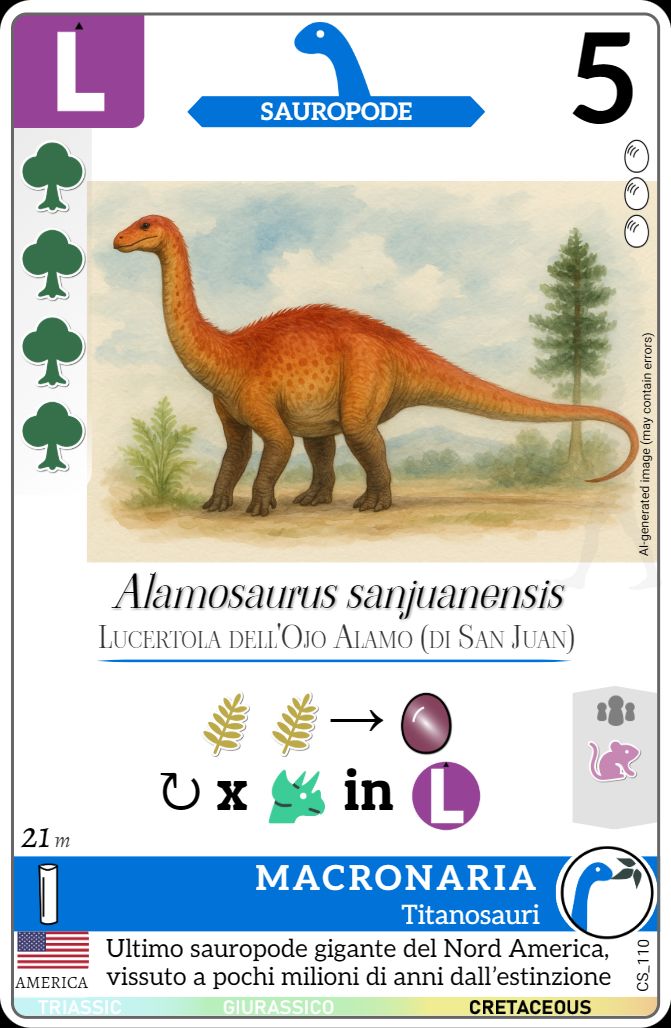 L
SAUROPODE
5
AI-generated image (may contain errors)
Alamosaurus sanjuanensis
Lucertola dell'Ojo Alamo (di San Juan)
x in L
21 m
MACRONARIA
Titanosauri
AMERICA
Ultimo sauropode gigante del Nord America,
vissuto a pochi milioni di anni dall’estinzione
CS_110
TRIASSIC GIURASSICO CRETACEOUS